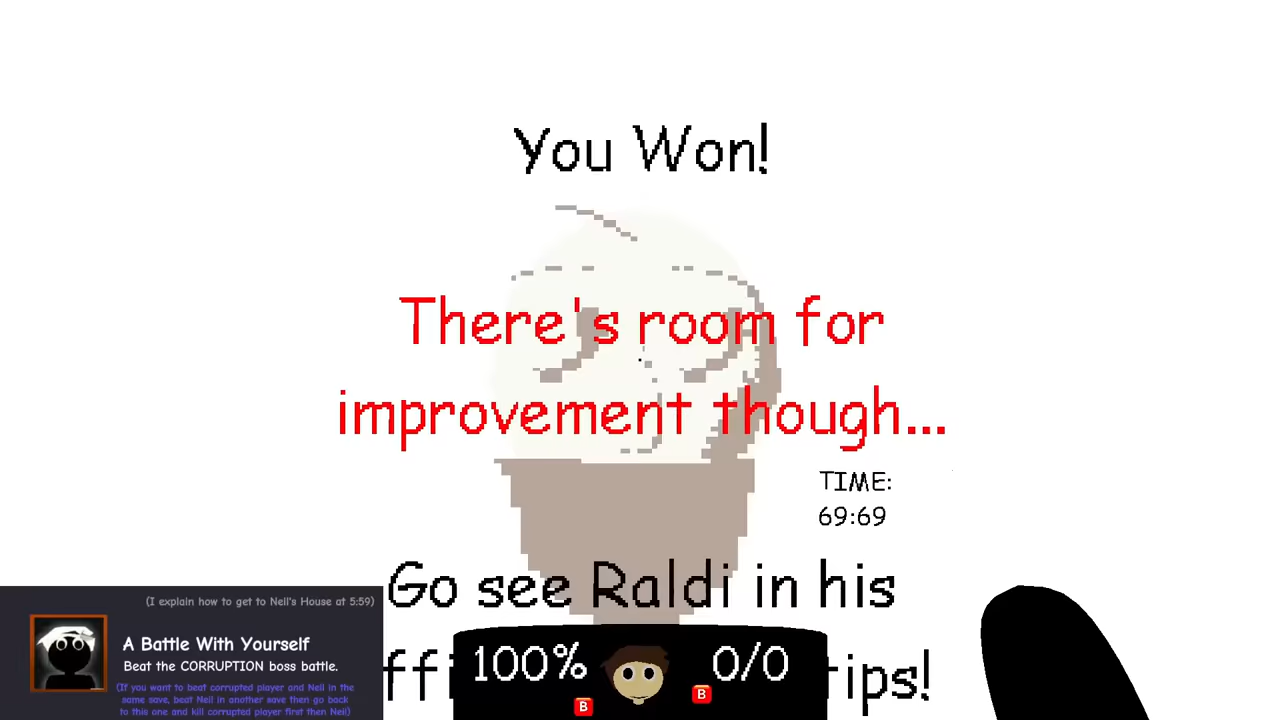 You Won!
There's room for
improvement though...
TIME:
69:69
Go see Raldi in his
ffi tips!
100% 0/0
B B
(I explain how to get to Neil's House at 5:59)
A Battle With Yourself
Beat the CORRUPTION boss battle.
(If you want to beat corrupted player and Neil in the
same save, beat Neil in another save then go back
to this one and kill corrupted player first then Neil)